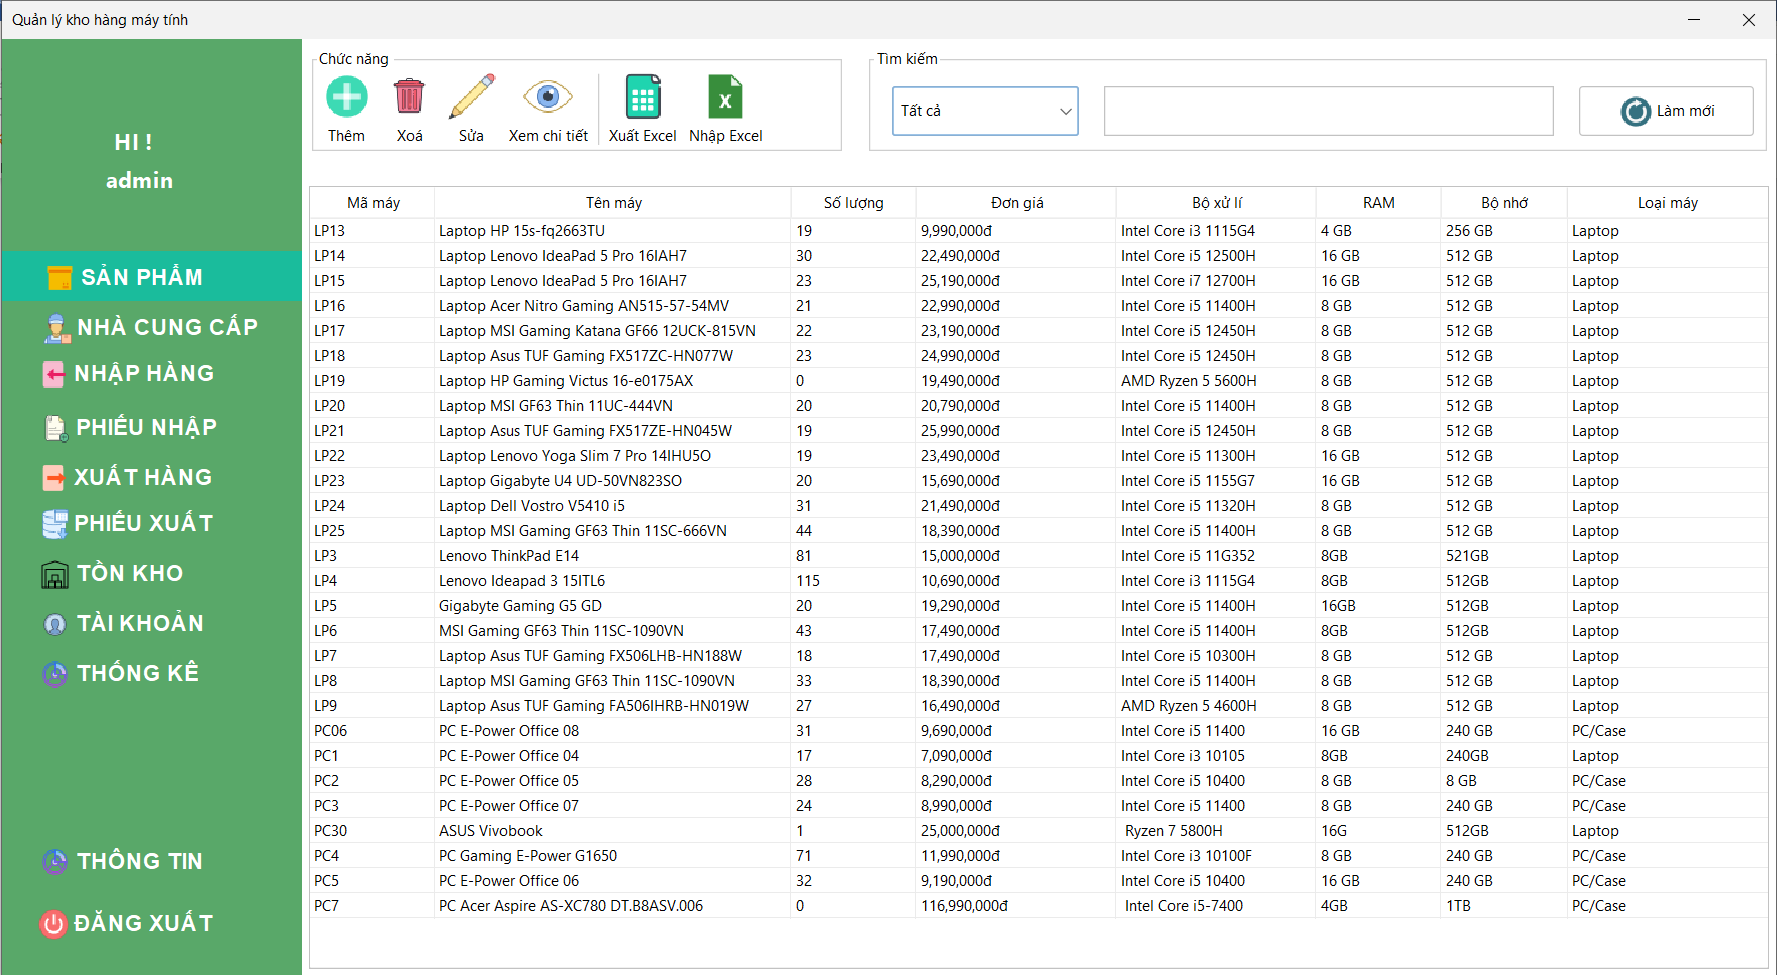 Quản lý kho hàng máy tính
HI !
admin
SẢN PHẨM
NHÀ CUNG CẤP
NHẬP HÀNG
PHIẾU NHẬP
XUẤT HÀNG
PHIẾU XUẤT
TỒN KHO
TÀI KHOẢN
THỐNG KÊ
THÔNG TIN
ĐĂNG XUẤT
Chức năng
Thêm Xoá Sửa Xem chi tiết Xuất Excel Nhập Excel
Tìm kiếm
Tất cả Làm mới
Mã máy Tên máy Số lượng Đơn giá Bộ xử lí RAM Bộ nhớ Loại máy
LP13 Laptop HP 15s-fq2663TU 19 9,990,000đ Intel Core i3 1115G4 4 GB 256 GB Laptop
LP14 Laptop Lenovo IdeaPad 5 Pro 16IAH7 30 22,490,000đ Intel Core i5 12500H 16 GB 512 GB Laptop
LP15 Laptop Lenovo IdeaPad 5 Pro 16IAH7 23 25,190,000đ Intel Core i7 12700H 16 GB 512 GB Laptop
LP16 Laptop Acer Nitro Gaming AN515-57-54MV 21 22,990,000đ Intel Core i5 11400H 8 GB 512 GB Laptop
LP17 Laptop MSI Gaming Katana GF66 12UCK-815VN 22 23,190,000đ Intel Core i5 12450H 8 GB 512 GB Laptop
LP18 Laptop Asus TUF Gaming FX517ZC-HN077W 23 24,990,000đ Intel Core i5 12450H 8 GB 512 GB Laptop
LP19 Laptop HP Gaming Victus 16-e0175AX 0 19,490,000đ AMD Ryzen 5 5600H 8 GB 512 GB Laptop
LP20 Laptop MSI GF63 Thin 11UC-444VN 20 20,790,000đ Intel Core i5 11400H 8 GB 512 GB Laptop
LP21 Laptop Asus TUF Gaming FX517ZE-HN045W 19 25,990,000đ Intel Core i5 12450H 8 GB 512 GB Laptop
LP22 Laptop Lenovo Yoga Slim 7 Pro 14IHU5O 19 23,490,000đ Intel Core i5 11300H 16 GB 512 GB Laptop
LP23 Laptop Gigabyte U4 UD-50VN823SO 20 15,690,000đ Intel Core i5 1155G7 16 GB 512 GB Laptop
LP24 Laptop Dell Vostro V5410 i5 31 21,490,000đ Intel Core i5 11320H 8 GB 512 GB Laptop
LP25 Laptop MSI Gaming GF63 Thin 11SC-666VN 44 18,390,000đ Intel Core i5 11400H 8 GB 512 GB Laptop
LP3 Lenovo ThinkPad E14 81 15,000,000đ Intel Core i5 11G352 8GB 521GB Laptop
LP4 Lenovo Ideapad 3 15ITL6 115 10,690,000đ Intel Core i3 1115G4 8GB 512GB Laptop
LP5 Gigabyte Gaming G5 GD 20 19,290,000đ Intel Core i5 11400H 16GB 512GB Laptop
LP6 MSI Gaming GF63 Thin 11SC-1090VN 43 17,490,000đ Intel Core i5 11400H 8GB 512GB Laptop
LP7 Laptop Asus TUF Gaming FX506LHB-HN188W 18 17,490,000đ Intel Core i5 10300H 8 GB 512 GB Laptop
LP8 Laptop MSI Gaming GF63 Thin 11SC-1090VN 33 18,390,000đ Intel Core i5 11400H 8 GB 512 GB Laptop
LP9 Laptop Asus TUF Gaming FA506IHRB-HN019W 27 16,490,000đ AMD Ryzen 5 4600H 8 GB 512 GB Laptop
PC06 PC E-Power Office 08 31 9,690,000đ Intel Core i5 11400 16 GB 240 GB PC/Case
PC1 PC E-Power Office 04 17 7,090,000đ Intel Core i3 10105 8GB 240GB Laptop
PC2 PC E-Power Office 05 28 8,290,000đ Intel Core i5 10400 8 GB 8 GB PC/Case
PC3 PC E-Power Office 07 24 8,990,000đ Intel Core i5 11400 8 GB 240 GB PC/Case
PC30 ASUS Vivobook 1 25,000,000đ Ryzen 7 5800H 16G 512GB Laptop
PC4 PC Gaming E-Power G1650 71 11,990,000đ Intel Core i3 10100F 8 GB 240 GB PC/Case
PC5 PC E-Power Office 06 32 9,190,000đ Intel Core i5 10400 16 GB 240 GB PC/Case
PC7 PC Acer Aspire AS-XC780 DT.B8ASV.006 0 116,990,000đ Intel Core i5-7400 4GB 1TB PC/Case